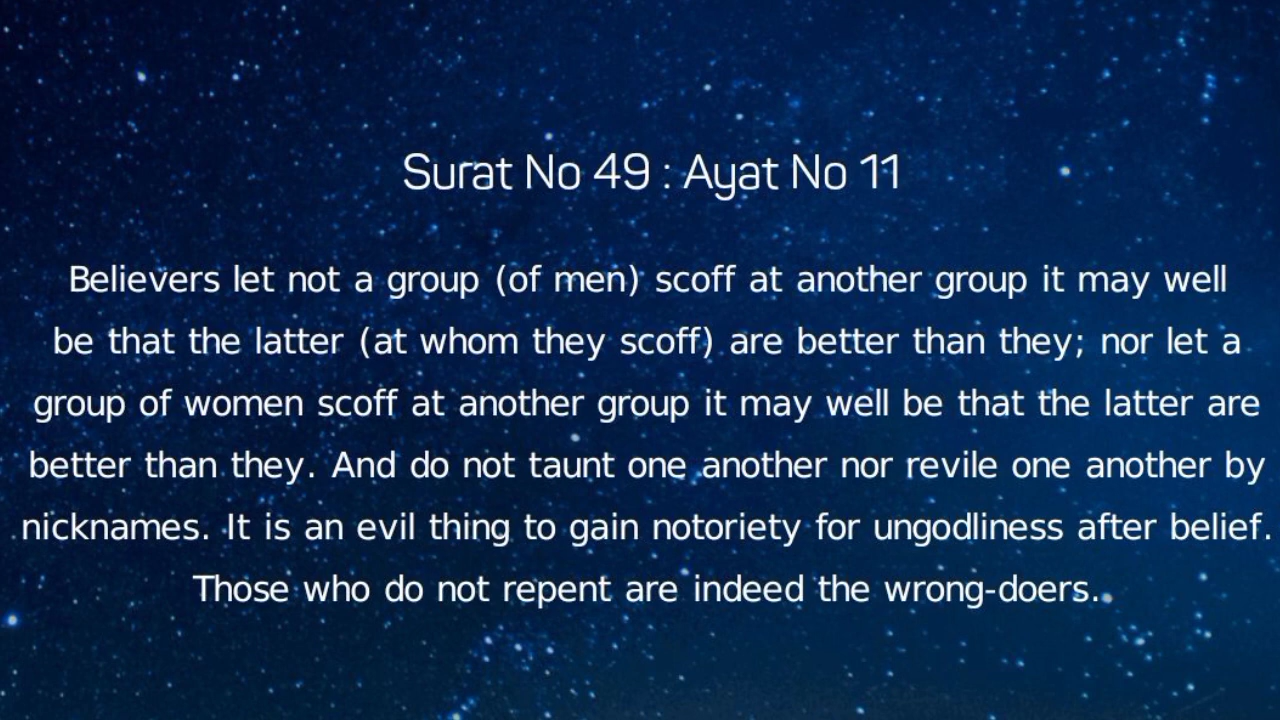 Surat No 49 : Ayat No 11
Believers let not a group (of men) scoff at another group it may well
be that the latter (at whom they scoff) are better than they; nor let a
group of women scoff at another group it may well be that the latter are
better than they. And do not taunt one another nor revile one another by
nicknames. It is an evil thing to gain notoriety for ungodliness after belief.
Those who do not repent are indeed the wrong-doers.